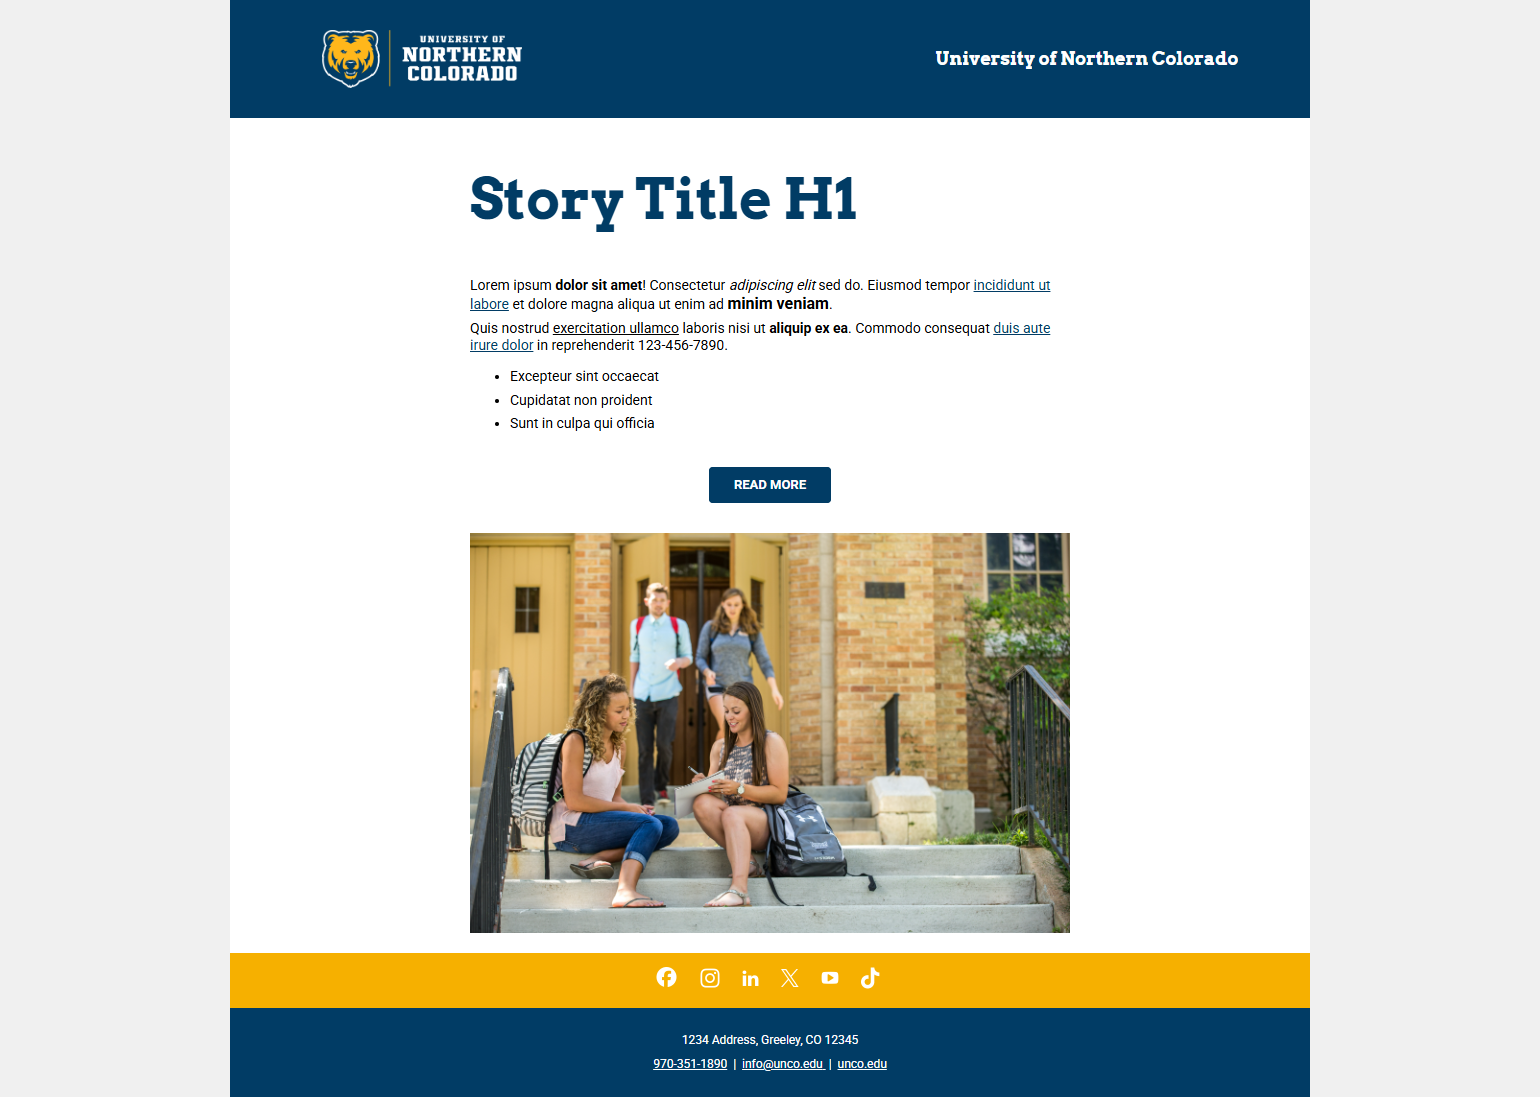 UNIVERSITY OF
NORTHERN
COLORADO
University of Northern Colorado
Story Title H1
Lorem ipsum dolor sit amet! Consectetur adipiscing elit sed do. Eiusmod tempor incididunt ut
labore et dolore magna aliqua ut enim ad minim veniam.
Quis nostrud exercitation ullamco laboris nisi ut aliquip ex ea. Commodo consequat duis aute
irure dolor in reprehenderit 123-456-7890.
• Excepteur sint occaecat
• Cupidatat non proident
• Sunt in culpa qui officia
READ MORE
1234 Address, Greeley, CO 12345
970-351-1890 | info@unco.edu | unco.edu